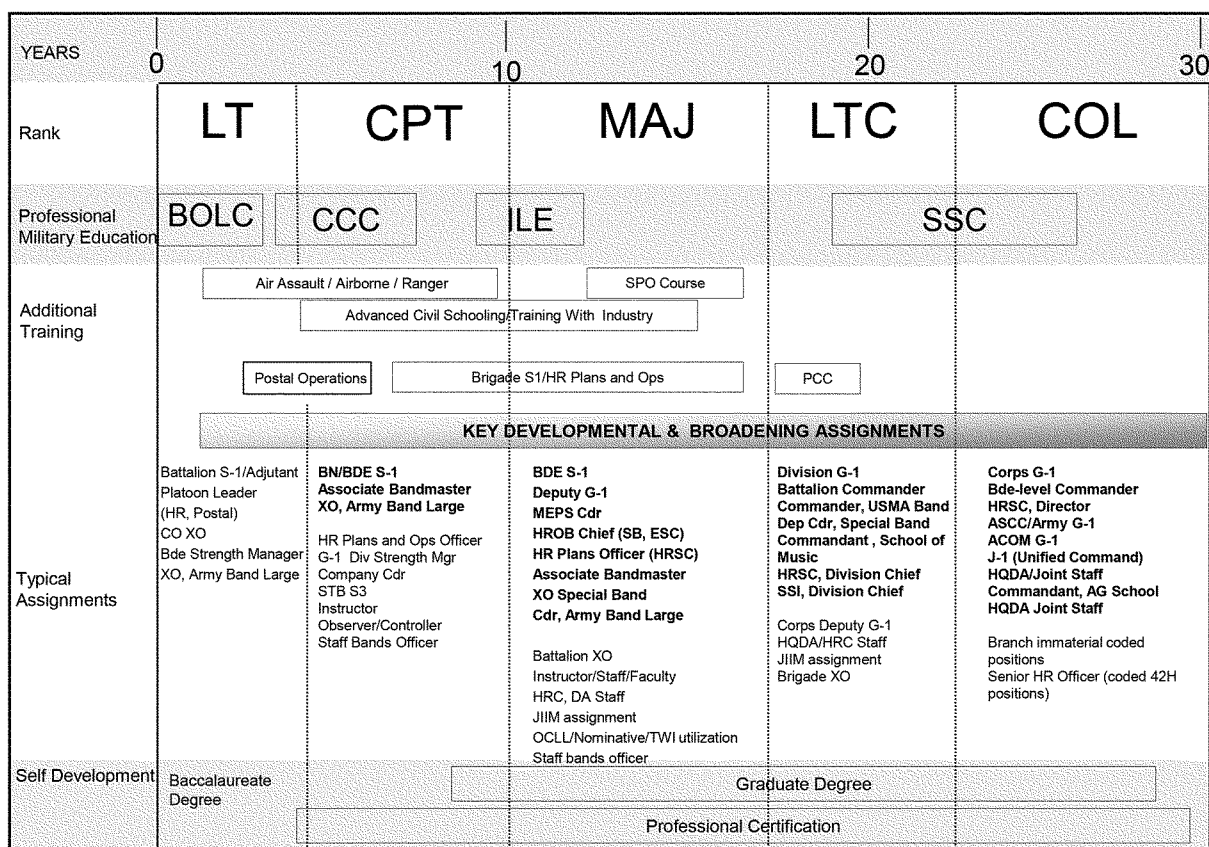 YEARS
0
10
20
30
Rank
LT
CPT
MAJ
LTC
COL
Professional
Military Education
BOLC
CCC
ILE
SSC
Additional
Training
Air Assault / Airborne / Ranger
SPO Course
Advanced Civil Schooling/Training With Industry
Postal Operations
Brigade S1/HR Plans and Ops
PCC
KEY DEVELOPMENTAL & BROADENING ASSIGNMENTS
Typical
Assignments
Battalion S-1/Adjutant
Platoon Leader
(HR, Postal)
CO XO
Bde Strength Manager
XO, Army Band Large
BN/BDE S-1
Associate Bandmaster
XO, Army Band Large
HR Plans and Ops Officer
G-1 Div Strength Mgr
Company Cdr
STB S3
Instructor
Observer/Controller
Staff Bands Officer
BDE S-1
Deputy G-1
MEPS Cdr
HROB Chief (SB, ESC)
HR Plans Officer (HRSC)
Associate Bandmaster
XO Special Band
Cdr, Army Band Large
Battalion XO
Instructor/Staff/Faculty
HRC, DA Staff
JIIM assignment
OCLL/Nominative/TWI utilization
Staff bands officer
Division G-1
Battalion Commander
Commander, USMA Band
Dep Cdr, Special Band
Commandant , School of
Music
HRSC, Division Chief
SSI, Division Chief
Corps Deputy G-1
HQDA/HRC Staff
JIIM assignment
Brigade XO
Corps G-1
Bde-level Commander
HRSC, Director
ASCC/Army G-1
ACOM G-1
J-1 (Unified Command)
HQDA/Joint Staff
Commandant, AG School
HQDA Joint Staff
Branch immaterial coded
positions
Senior HR Officer (coded 42H
positions)
Self Development
Baccalaureate
Degree
Graduate Degree
Professional Certification